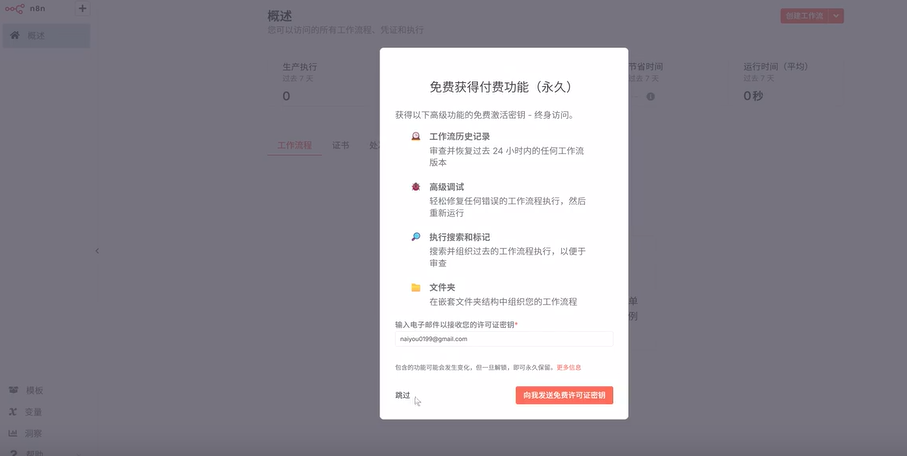 n8n
概述
概述
您可以访问的所有工作流程、凭证和执行
创建工作流
生产执行
过去 7 天
0
节省时间
过去 7 天
运行时间（平均）
过去 7 天
0秒
工作流程
证书
处
免费获得付费功能（永久）
获得以下高级功能的免费激活密钥 - 终身访问。
工作流历史记录
审查并恢复过去 24 小时内的任何工作流
版本
高级调试
轻松修复任何错误的工作流程执行，然后
重新运行
执行搜索和标记
搜索并组织过去的工作流程执行，以便于
审查
文件夹
在嵌套文件夹结构中组织您的工作流程
单
例
输入电子邮件以接收您的许可证密钥*
naiyou0199@gmail.com
包含的功能可能会发生变化，但一旦解锁，即可永久保留。更多信息
跳过
向我发送免费许可证密钥
模板
变量
洞察
帮助